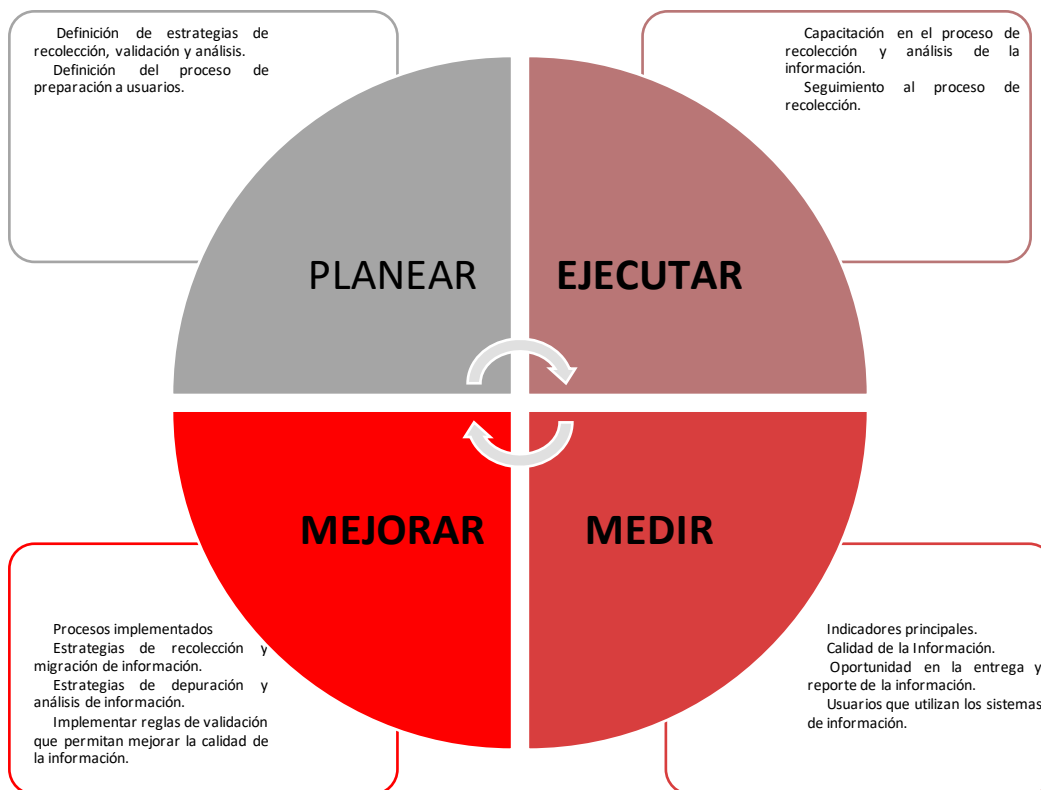 Definición de estrategias de
recolección, validación y análisis.
Definición del proceso de
preparación a usuarios.
Capacitación en el proceso de
recolección y análisis de la
información.
Seguimiento al proceso de
recolección.
PLANEAR
EJECUTAR
MEJORAR
MEDIR
Procesos implementados
Estrategias de recolección y
migración de información.
Estrategias de depuración y
análisis de información.
Implementar reglas de validación
que permitan mejorar la calidad de
la información.
Indicadores principales.
Calidad de la Información.
Oportunidad en la entrega y
reporte de la información.
Usuarios que utilizan los sistemas
de información.